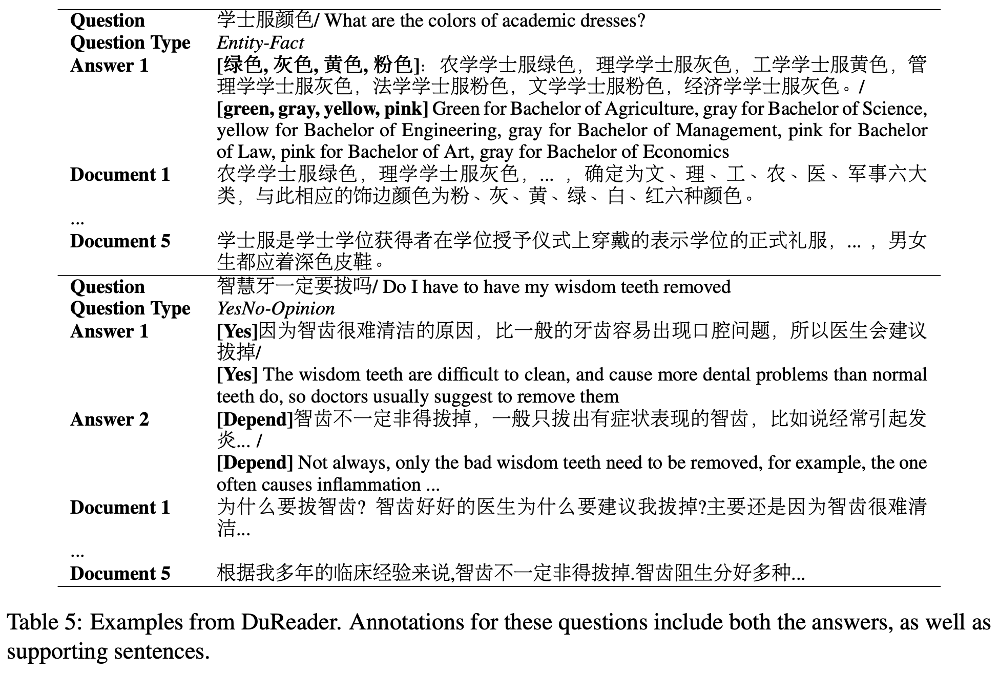 Question 学士服颜色/ What are the colors of academic dresses?
Question Type Entity-Fact
Answer 1 [绿色, 灰色, 黄色, 粉色]：农学学士服绿色，理学学士服灰色，工学学士服黄色，管
理学学士服灰色，法学学士服粉色，文学学士服粉色，经济学学士服灰色。/
[green, gray, yellow, pink] Green for Bachelor of Agriculture, gray for Bachelor of Science,
yellow for Bachelor of Engineering, gray for Bachelor of Management, pink for Bachelor
of Law, pink for Bachelor of Art, gray for Bachelor of Economics
Document 1 农学学士服绿色，理学学士服灰色，... ，确定为文、理、工、农、医、军事六大
类，与此相应的饰边颜色为粉、灰、黄、绿、白、红六种颜色。
...
Document 5 学士服是学士学位获得者在学位授予仪式上穿戴的表示学位的正式礼服，... ，男女
生都应着深色皮鞋。
Question 智慧牙一定要拔吗/ Do I have to have my wisdom teeth removed
Question Type YesNo-Opinion
Answer 1 [Yes]因为智齿很难清洁的原因，比一般的牙齿容易出现口腔问题，所以医生会建议
拔掉/
[Yes] The wisdom teeth are difficult to clean, and cause more dental problems than normal
teeth do, so doctors usually suggest to remove them
Answer 2 [Depend]智齿不一定非得拔掉，一般只拔出有症状表现的智齿，比如说经常引起发
炎... /
[Depend] Not always, only the bad wisdom teeth need to be removed, for example, the one
often causes inflammation ...
Document 1 为什么要拔智齿? 智齿好好的医生为什么要建议我拔掉?主要还是因为智齿很难清
洁...
...
Document 5 根据我多年的临床经验来说,智齿不一定非得拔掉.智齿阻生分好多种...
Table 5: Examples from DuReader. Annotations for these questions include both the answers, as well as
supporting sentences.